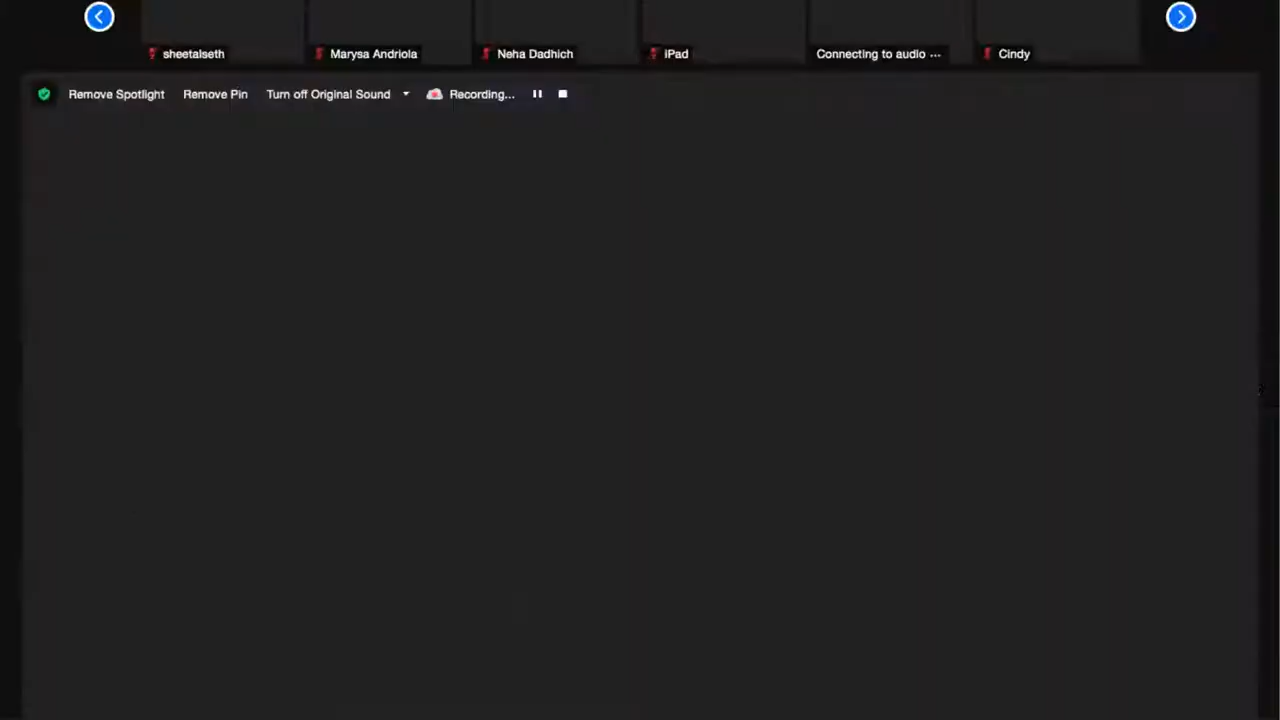 sheetalseth Marysa Andriola Neha Dadhich iPad Connecting to audio ••• Cindy
Remove Spotlight Remove Pin Turn off Original Sound Recording...